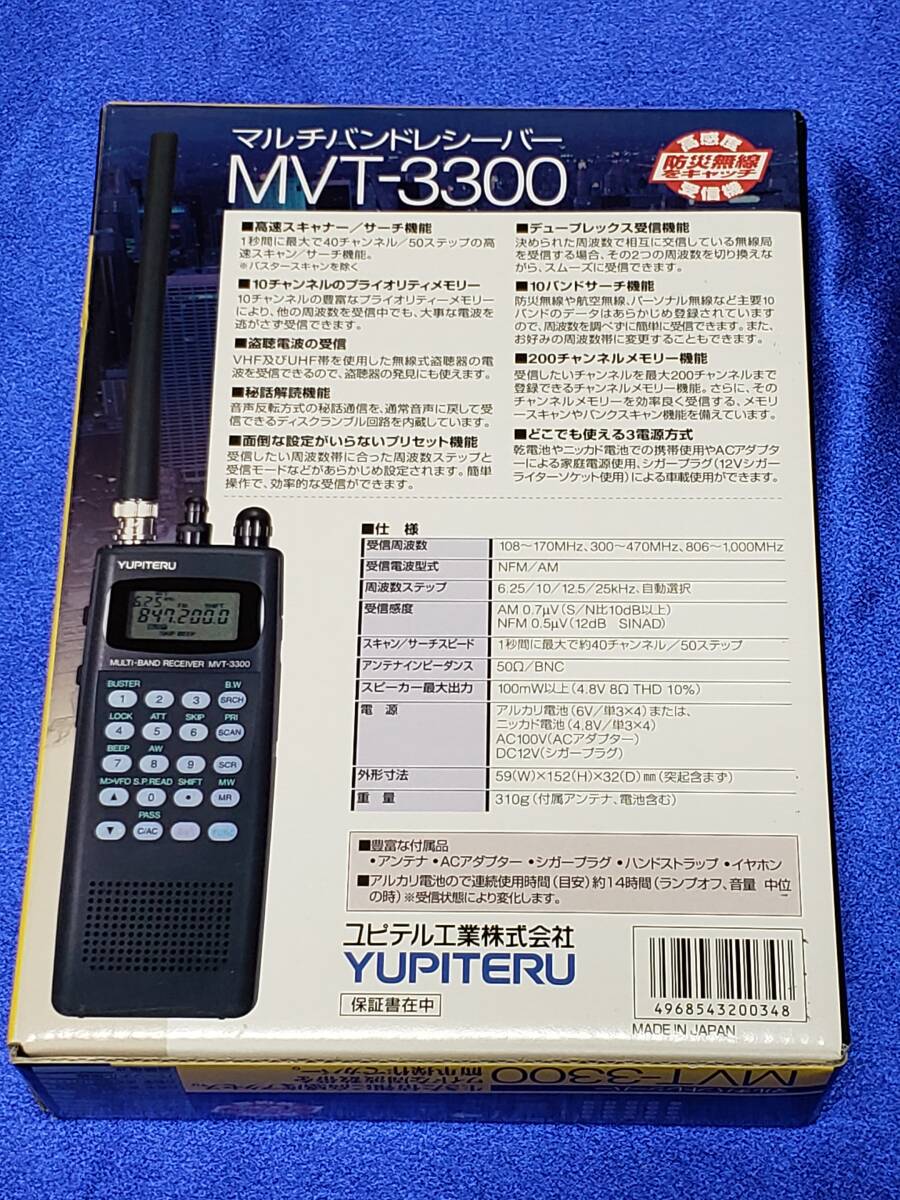 マルチバンドレシーバー
MVT-3300
高感度
防災無線
をキャッチ
受信機
■高速スキャナー/サーチ機能
1秒間に最大で40チャンネル/50ステップの高
速スキャン/サーチ機能。
※バスタースキャンを除く
■10チャンネルのプライオリティメモリー
10チャンネルの豊富なプライオリティーメモリー
により、他の周波数を受信中でも、大事な電波を
逃がさず受信できます。
■盗聴電波の受信
VHF及びUHF帯を使用した無線式盗聴器の電
波を受信できるので、盗聴器の発見にも使えます。
■秘話解読機能
音声反転方式の秘話通信を、通常音声に戻して受
信できるディスクランブル回路を内蔵しています。
■面倒な設定がいらないプリセット機能
受信したい周波数帯に合った周波数ステップと
受信モードなどがあらかじめ設定されます。簡単
操作で、効率的な受信ができます。
■デュープレックス受信機能
決められた周波数で相互に交信している無線局
を受信する場合、その2つの周波数を切り換えな
がら、スムーズに受信できます。
■10バンドサーチ機能
防災無線や航空無線、パーソナル無線など主要10
バンドのデータはあらかじめ登録されています
ので、周波数を調べずに簡単に受信できます。また、
お好みの周波数帯に変更することもできます。
■200チャンネルメモリー機能
受信したいチャンネルを最大200チャンネルまで
登録できるチャンネルメモリー機能。さらに、その
チャンネルメモリーを効率良く受信する、メモリ
ースキャンやバンクスキャン機能を備えています。
■どこでも使える3電源方式
乾電池やニッカド電池での携帯使用やACアダプタ
ーによる家庭電源使用、シガープラグ(12Vシガー
ライターソケット使用)による車載使用ができます。
■仕 様
受信周波数 108〜170MHz、300〜470MHz、806〜1,000MHz
受信電波型式 NFM/AM
周波数ステップ 6.25/10/12.5/25kHz、自動選択
受信感度 AM 0.7μV(S/N比10dB以上)
NFM 0.5μV(12dB SINAD)
スキャン/サーチスピード 1秒間に最大で約40チャンネル/50ステップ
アンテナインピーダンス 50Ω/BNC
スピーカー最大出力 100mW以上(4.8V 8Ω THD 10%)
電 源 アルカリ電池(6V/単3×4)または、
ニッカド電池(4.8V/単3×4)
AC100V(ACアダプター)
DC12V(シガープラグ)
外形寸法 59(W)×152(H)×32(D)㎜(突起含まず)
重 量 310g(付属アンテナ、電池含む)
■豊富な付属品
•アンテナ•ACアダプター•シガープラグ•ハンドストラップ•イヤホン
■アルカリ電池ので連続使用時間(目安)約14時間(ランプオフ、音量 中位
の時)※受信状態により変化します。
ユピテル工業株式会社
YUPITERU
保証書在中
4968543200348
MADE IN JAPAN
YUPITERU
6.25 FM SHIFT
847.200.0
SKIP BEEP
MULTI-BAND RECEIVER MVT-3300
BUSTER B.W
1 2 3 SRCH
LOCK ATT SKIP PRI
4 5 6 SCAN
BEEP AW
7 8 9 SCR
M>VFO S.P.READ SHIFT MW
▲ 0 • MR
PASS
▼ C/AC
MVT-3300